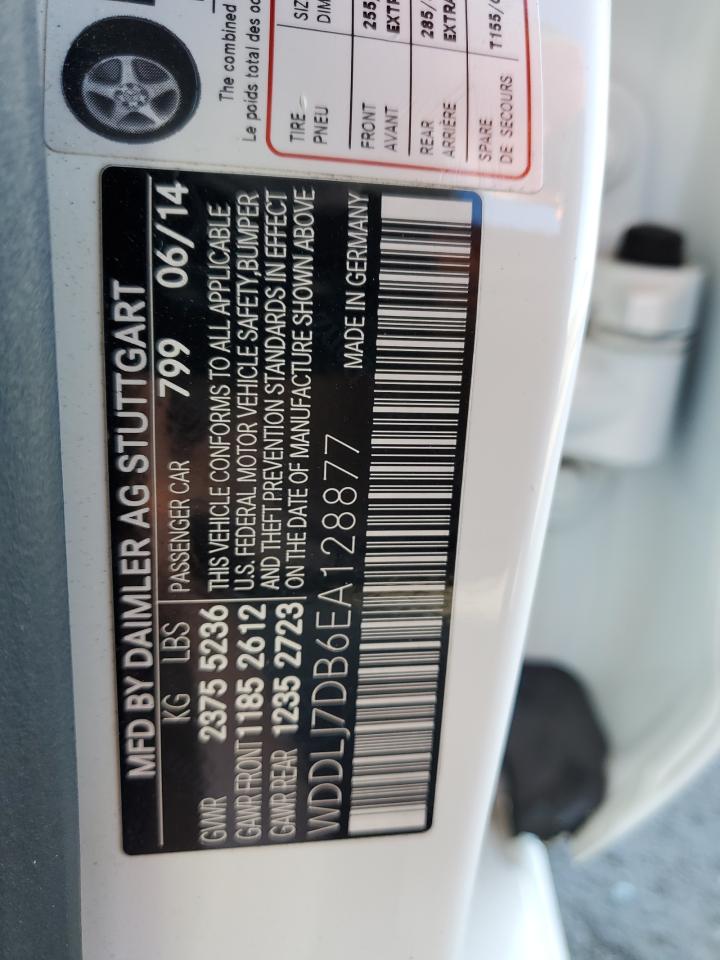 MFD BY DAIMLER AG STUTTGART
KG LBS PASSENGER CAR 799 06/14
GVWR 2375 5236 THIS VEHICLE CONFORMS TO ALL APPLICABLE
GAWR FRONT 1185 2612 U.S. FEDERAL MOTOR VEHICLE SAFETY,BUMPER
GAWR REAR 1235 2723 AND THEFT PREVENTION STANDARDS IN EFFECT
ON THE DATE OF MANUFACTURE SHOWN ABOVE
WDDLJ7DB6EA128877 MADE IN GERMANY
The combined
Le poids total des oc
TIRE
PNEU
FRONT 255
AVANT EXTR
REAR 285/
ARRIÈRE EXTRA
SPARE T155/
DE SECOURS